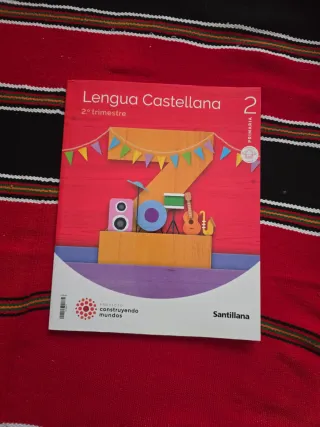 Lengua Castellana
2
2.º trimestre
PRIMARIA
construyendo
mundos
Santillana